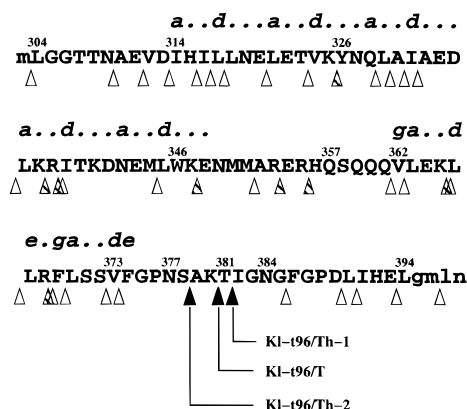 a..d...a..d...a..d...
304 314 326
mLGGTTNAEVDIHILLNELETVKYNQLAIAED
a..d...a..d... ga..d
346 357 362
LKRITKDNEMLWKENMMARERHQSQQQVLEKL
e.ga..de
373 377 381 384 394
LRFLSSVFGPNSAKTIGNGFGPDLIHELgmln
Kl-t96/Th-1
Kl-t96/T
Kl-t96/Th-2